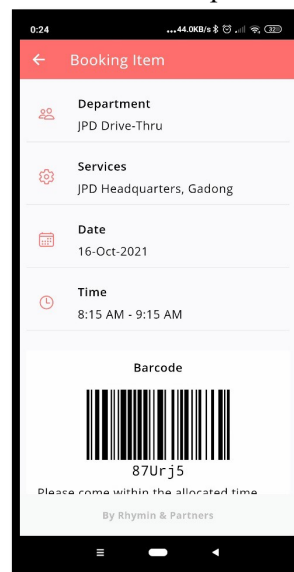 0:24 ...44.0KB/s 32
Booking Item
Department
JPD Drive-Thru
Services
JPD Headquarters, Gadong
Date
16-Oct-2021
Time
8:15 AM - 9:15 AM
Barcode
87Urj5
Please come within the allocated time
By Rhymin & Partners